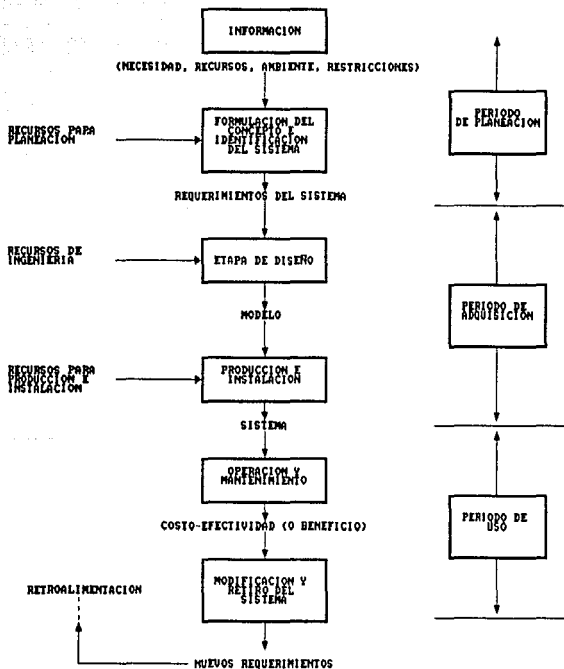 INFORMACION
(NECESIDAD, RECURSOS, AMBIENTE, RESTRICCIONES)
PERIODO
DE PLANEACION
RECURSOS PARA
PLANEACION
FORMULACION DEL
CONCEPTO E
IDENTIFICACION
DEL SISTEMA
REQUERIMIENTOS DEL SISTEMA
RECURSOS DE
INGENIERIA
ETAPA DE DISEÑO
PERIODO DE
ADQUISICION
MODELO
RECURSOS PARA
PRODUCCION E
INSTALACION
PRODUCCION E
INSTALACION
SISTEMA
OPERACION Y
MANTENIMIENTO
COSTO-EFECTIVIDAD (O BENEFICIO)
PERIODO DE
USO
MODIFICACION Y
RETIRO DEL
SISTEMA
RETROALIMENTACION
NUEVOS REQUERIMIENTOS